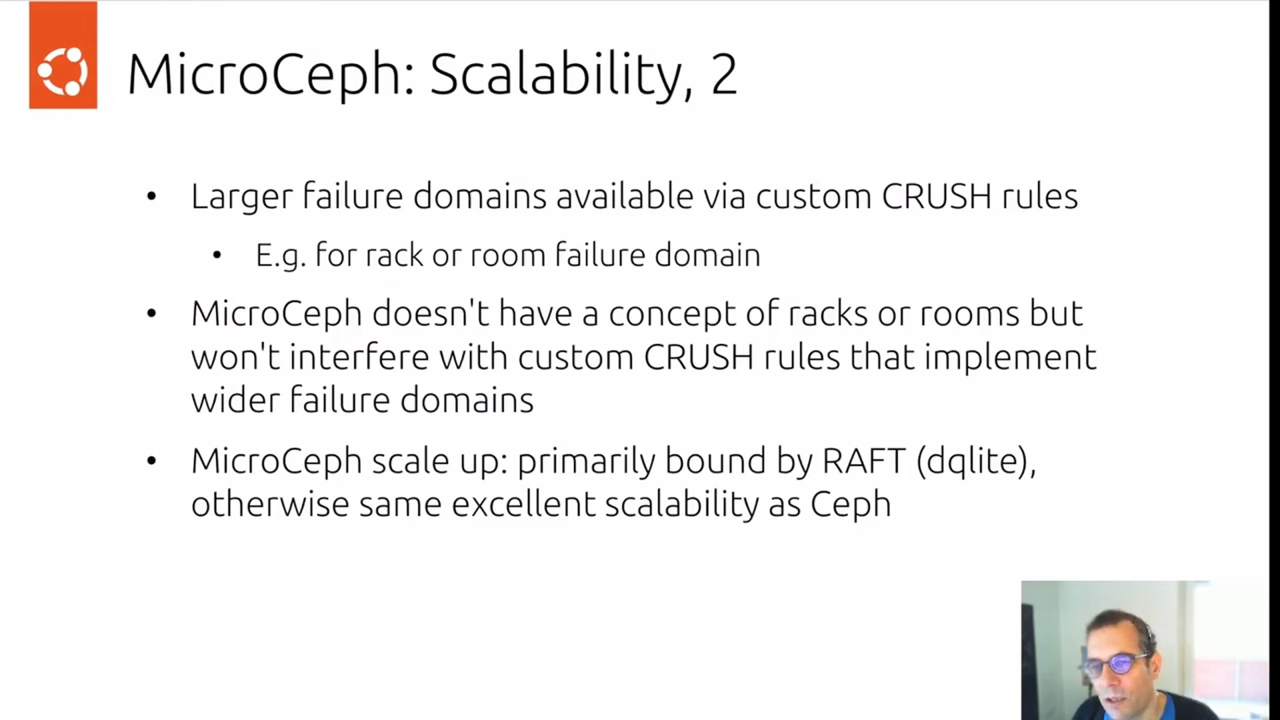 MicroCeph: Scalability, 2
• Larger failure domains available via custom CRUSH rules
• E.g. for rack or room failure domain
• MicroCeph doesn't have a concept of racks or rooms but
won't interfere with custom CRUSH rules that implement
wider failure domains
• MicroCeph scale up: primarily bound by RAFT (dqlite),
otherwise same excellent scalability as Ceph